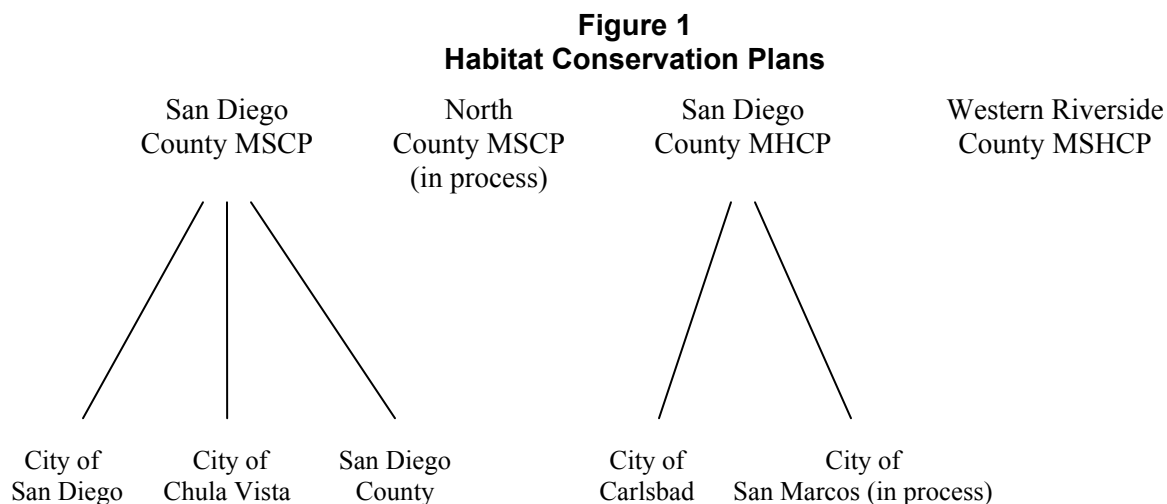 Figure 1
Habitat Conservation Plans
San Diego
County MSCP
North
County MSCP
(in process)
San Diego
County MHCP
Western Riverside
County MSHCP
City of
San Diego
City of
Chula Vista
San Diego
County
City of
Carlsbad
City of
San Marcos (in process)